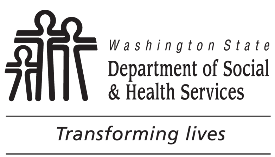 Washington State
Department of Social
& Health Services
Transforming lives